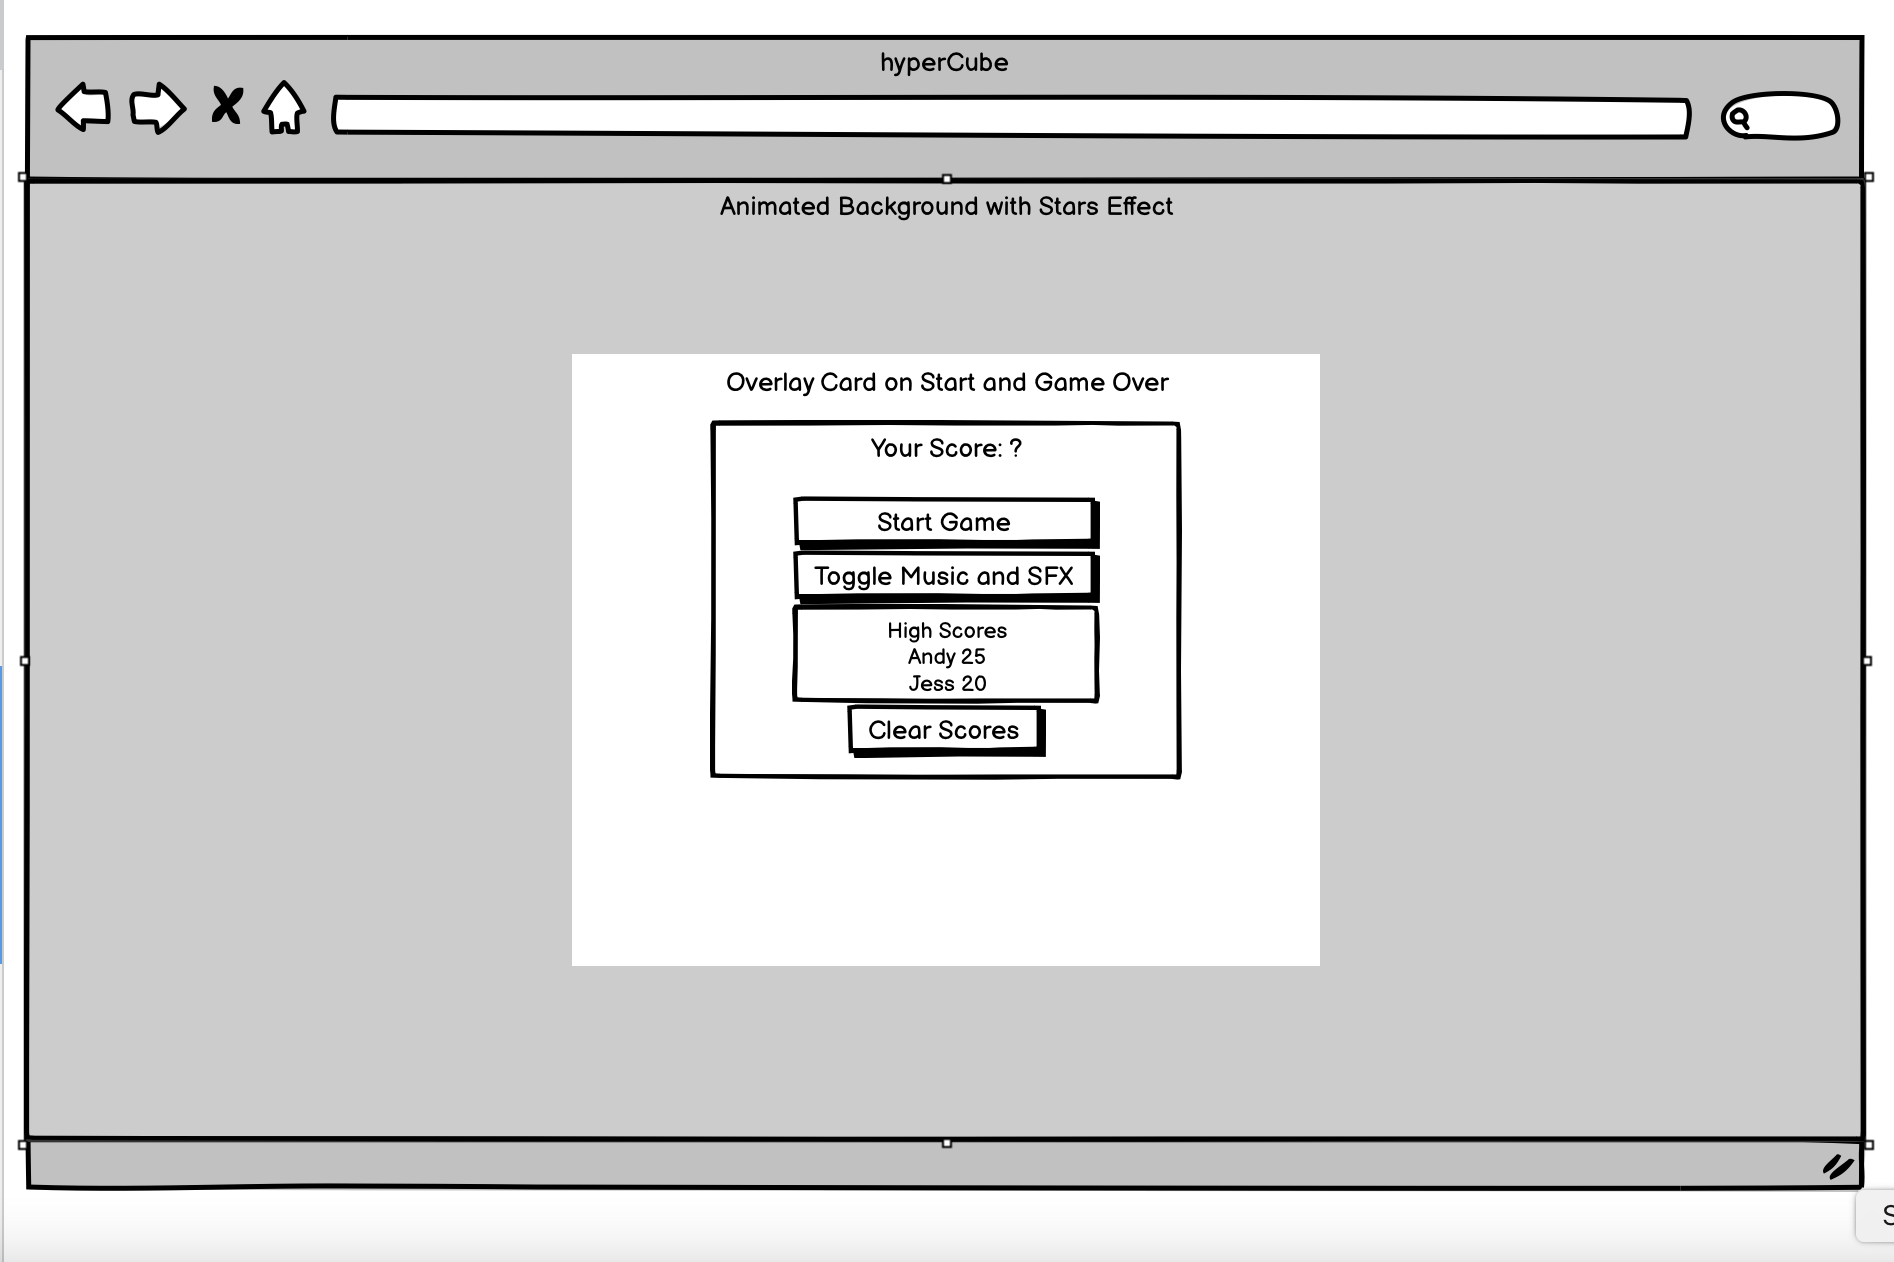 hyperCube
Animated Background with Stars Effect
Overlay Card on Start and Game Over
Your Score: ?
Start Game
Toggle Music and SFX
High Scores
Andy 25
Jess 20
Clear Scores